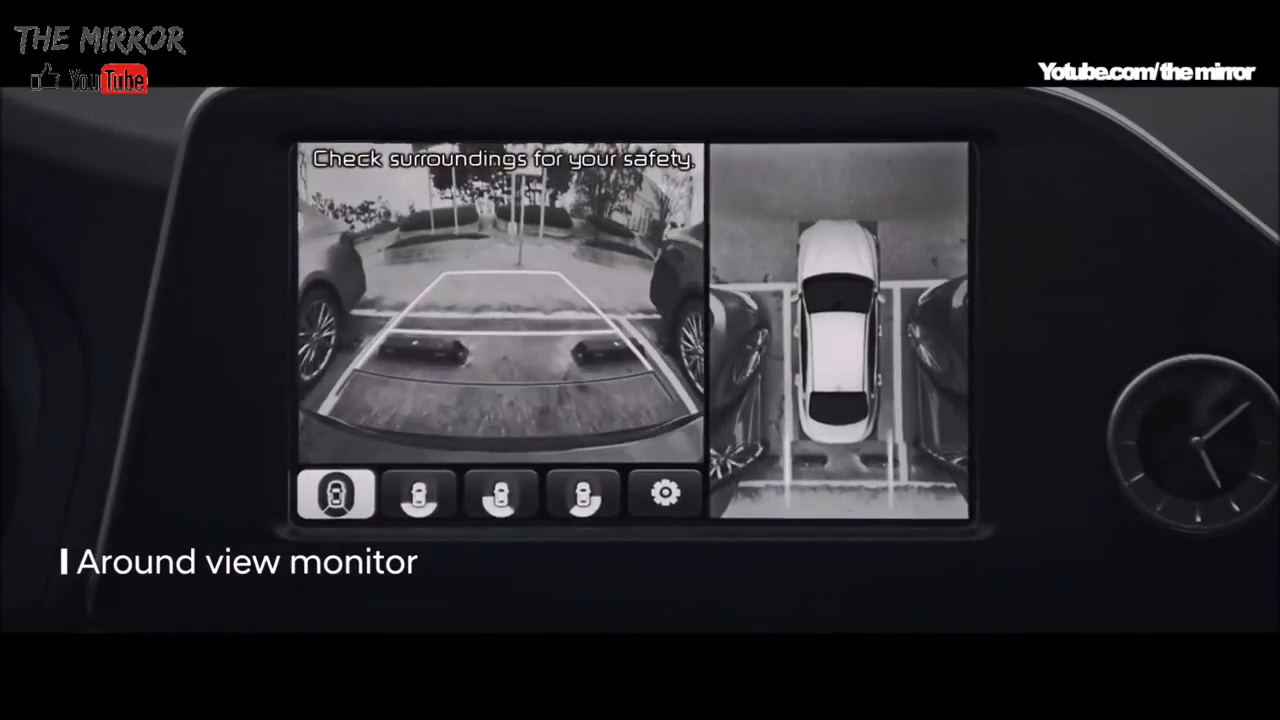 THE MIRROR
YouTube
Yotube.com/the mirror
Check surroundings for your safety.
Around view monitor